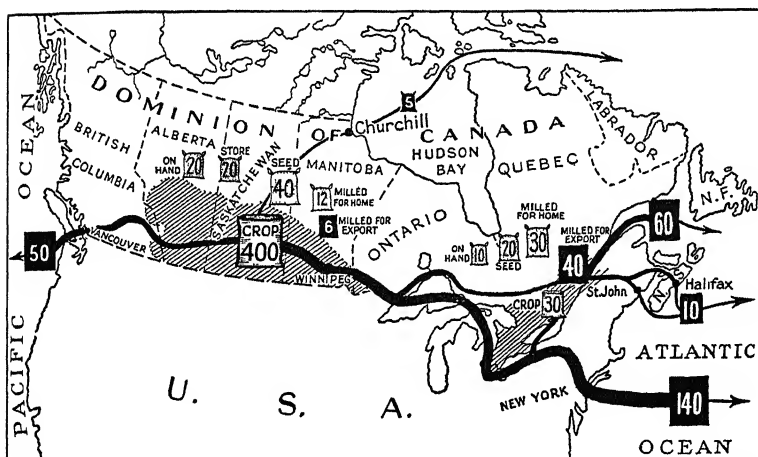 DOMINION OF CANADA
PACIFIC OCEAN
BRITISH
COLUMBIA
ALBERTA
ON
HAND
20
STORE
20
SASKATCHEWAN
SEED
40
MANITOBA
12
MILLED
FOR HOME
6
MILLED FOR
EXPORT
Churchill
5
HUDSON
BAY
QUEBEC
LABRADOR
N.F.
ONTARIO
ON
HAND
10
20
SEED
MILLED
FOR HOME
30
MILLED FOR
EXPORT
40
60
50
VANCOUVER
CROP
400
WINNIPEG
CROP
30
St. John
N.S.
Halifax
10
ATLANTIC
OCEAN
NEW YORK
140
U. S. A.